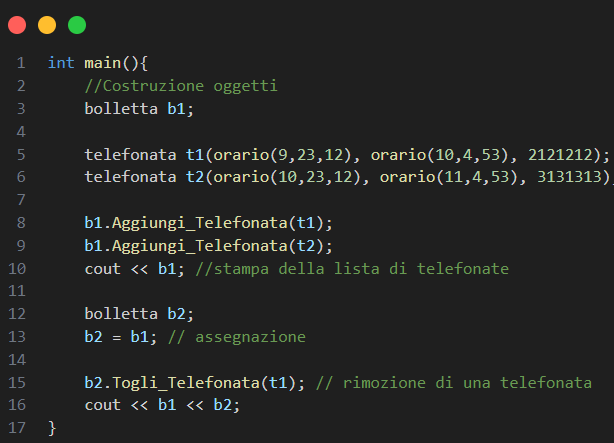 1 int main(){
2 //Costruzione oggetti
3 bolletta b1;
4
5 telefonata t1(orario(9,23,12), orario(10,4,53), 2121212);
6 telefonata t2(orario(10,23,12), orario(11,4,53), 3131313)
7
8 b1.Aggiungi_Telefonata(t1);
9 b1.Aggiungi_Telefonata(t2);
10 cout << b1; //stampa della lista di telefonate
11
12 bolletta b2;
13 b2 = b1; // assegnazione
14
15 b2.Togli_Telefonata(t1); // rimozione di una telefonata
16 cout << b1 << b2;
17 }